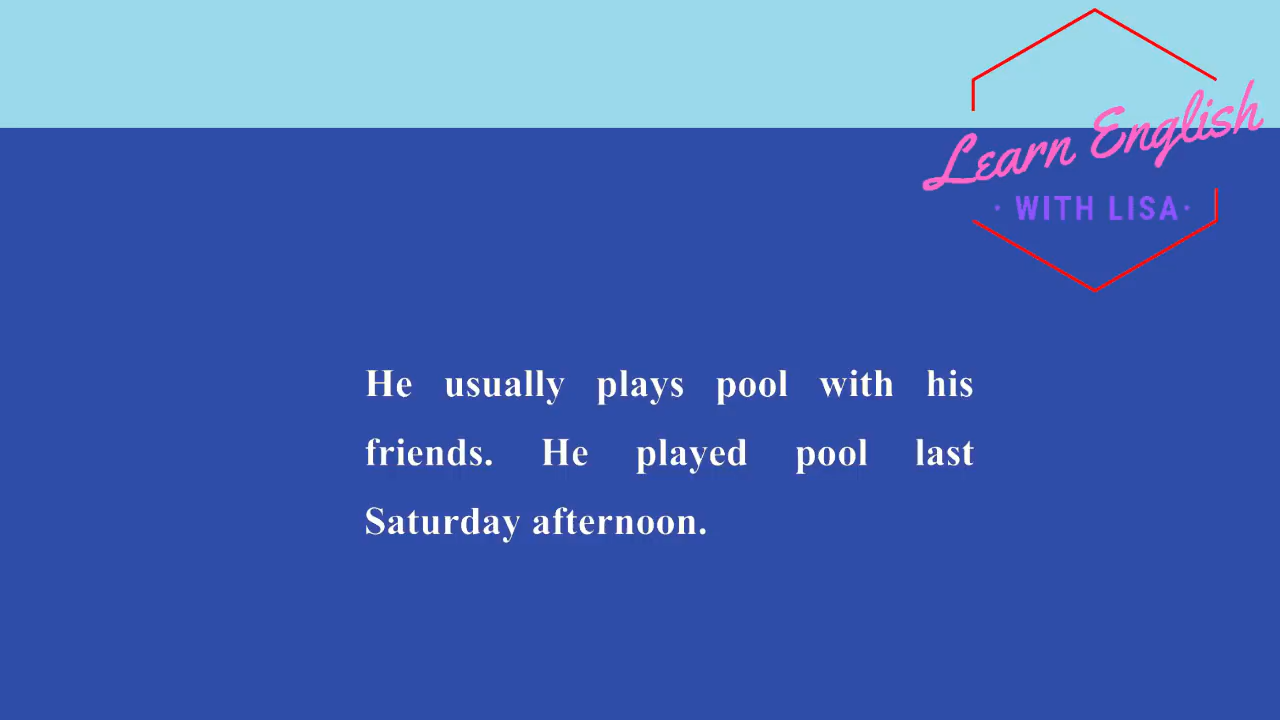 Learn English
· WITH LISA ·
He usually plays pool with his
friends. He played pool last
Saturday afternoon.